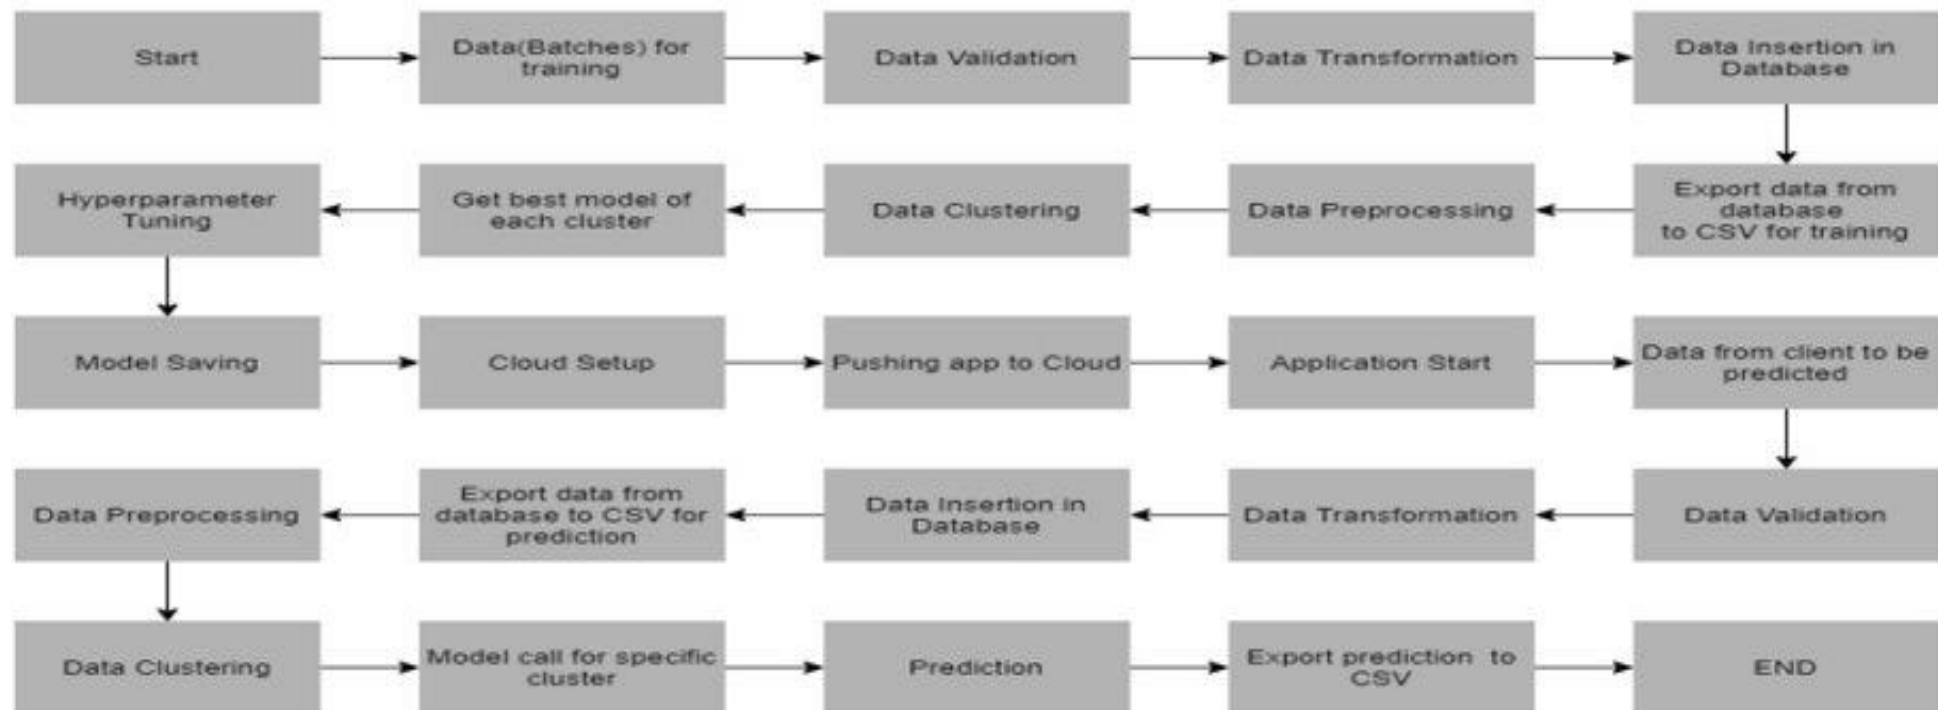 Start
Data(Batches) for
training
Data Validation
Data Transformation
Data Insertion in
Database
Hyperparameter
Tuning
Get best model of
each cluster
Data Clustering
Data Preprocessing
Export data from
database
to CSV for training
Model Saving
Cloud Setup
Pushing app to Cloud
Application Start
Data from client to be
predicted
Data Preprocessing
Export data from
database to CSV for
prediction
Data Insertion in
Database
Data Transformation
Data Validation
Data Clustering
Model call for specific
cluster
Prediction
Export prediction to
CSV
END